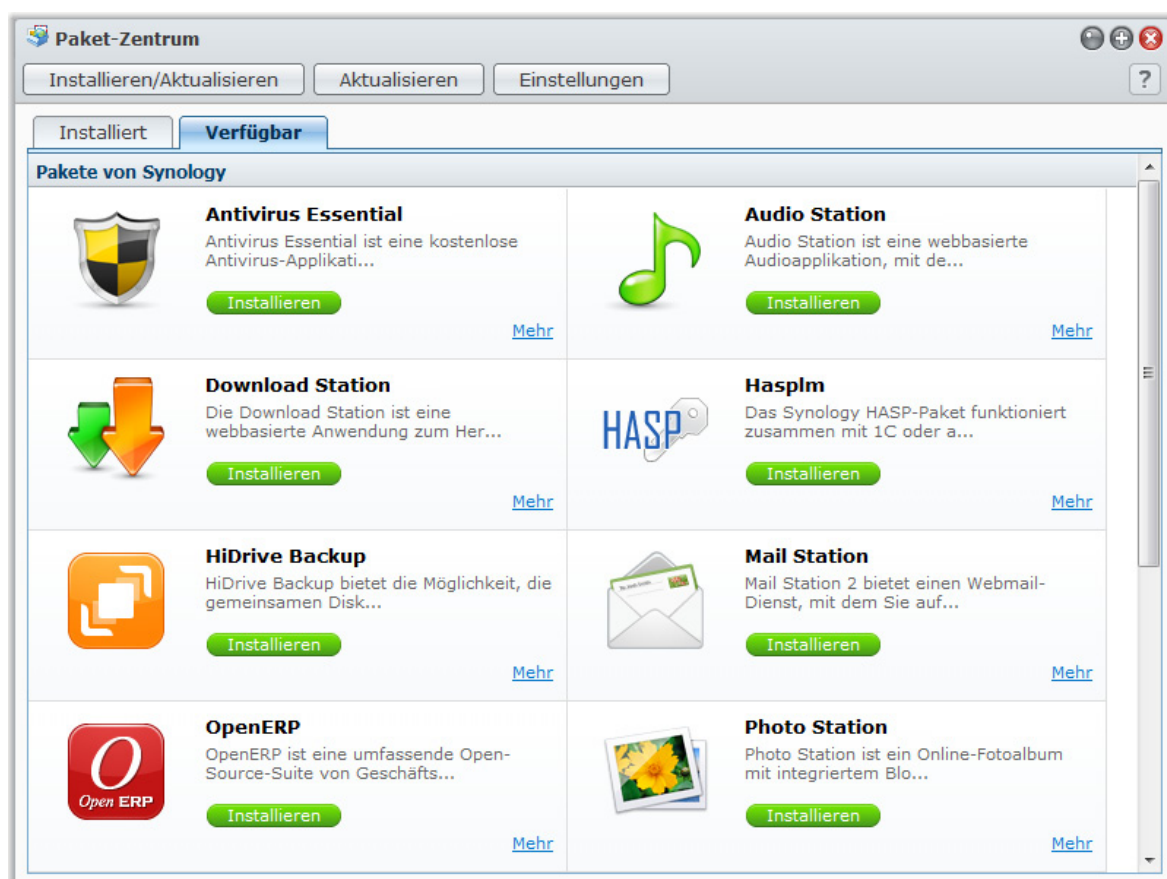 Paket-Zentrum
Installieren/Aktualisieren Aktualisieren Einstellungen ?
Installiert Verfügbar
Pakete von Synology
Antivirus Essential
Antivirus Essential ist eine kostenlose
Antivirus-Applikati...
Installieren
Mehr
Audio Station
Audio Station ist eine webbasierte
Audioapplikation, mit de...
Installieren
Mehr
Download Station
Die Download Station ist eine
webbasierte Anwendung zum Her...
Installieren
Mehr
HASP
Hasplm
Das Synology HASP-Paket funktioniert
zusammen mit 1C oder a...
Installieren
Mehr
HiDrive Backup
HiDrive Backup bietet die Möglichkeit, die
gemeinsamen Disk...
Installieren
Mehr
Mail Station
Mail Station 2 bietet einen Webmail-
Dienst, mit dem Sie auf...
Installieren
Mehr
O
Open ERP
OpenERP
OpenERP ist eine umfassende Open-
Source-Suite von Geschäfts...
Installieren
Mehr
Photo Station
Photo Station ist ein Online-Fotoalbum
mit integriertem Blo...
Installieren
Mehr